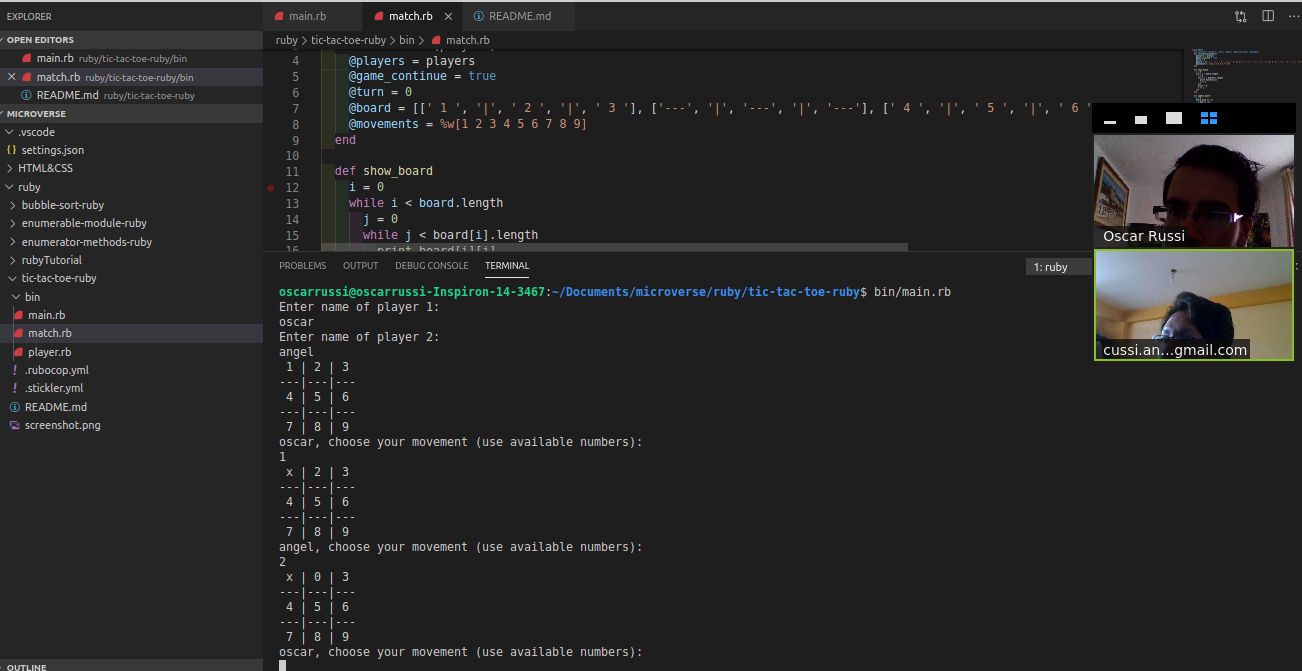 EXPLORER
OPEN EDITORS
main.rb ruby/tic-tac-toe-ruby/bin
match.rb ruby/tic-tac-toe-ruby/bin
README.md ruby/tic-tac-toe-ruby
MICROVERSE
.vscode
settings.json
HTML&CSS
ruby
bubble-sort-ruby
enumerable-module-ruby
enumerator-methods-ruby
rubyTutorial
tic-tac-toe-ruby
bin
main.rb
match.rb
player.rb
.rubocop.yml
.stickler.yml
README.md
screenshot.png
OUTLINE
main.rb match.rb README.md
ruby > tic-tac-toe-ruby > bin > match.rb
4 @players = players
5 @game_continue = true
6 @turn = 0
7 @board = [[' 1 ', '|', ' 2 ', '|', ' 3 '], ['---', '|', '---', '|', '---'], [' 4 ', '|', ' 5 ', '|', ' 6 '
8 @movements = %w[1 2 3 4 5 6 7 8 9]
9 end
10
11 def show_board
12 i = 0
13 while i < board.length
14 j = 0
15 while j < board[i].length
16 print board[i][j]
PROBLEMS OUTPUT DEBUG CONSOLE TERMINAL
1: ruby
oscarrussi@oscarrussi-Inspiron-14-3467:~/Documents/microverse/ruby/tic-tac-toe-ruby$ bin/main.rb
Enter name of player 1:
oscar
Enter name of player 2:
angel
1 | 2 | 3
---|---|---
4 | 5 | 6
---|---|---
7 | 8 | 9
oscar, choose your movement (use available numbers):
1
x | 2 | 3
---|---|---
4 | 5 | 6
---|---|---
7 | 8 | 9
angel, choose your movement (use available numbers):
2
x | 0 | 3
---|---|---
4 | 5 | 6
---|---|---
7 | 8 | 9
oscar, choose your movement (use available numbers):
Oscar Russi
cussi.an...gmail.com